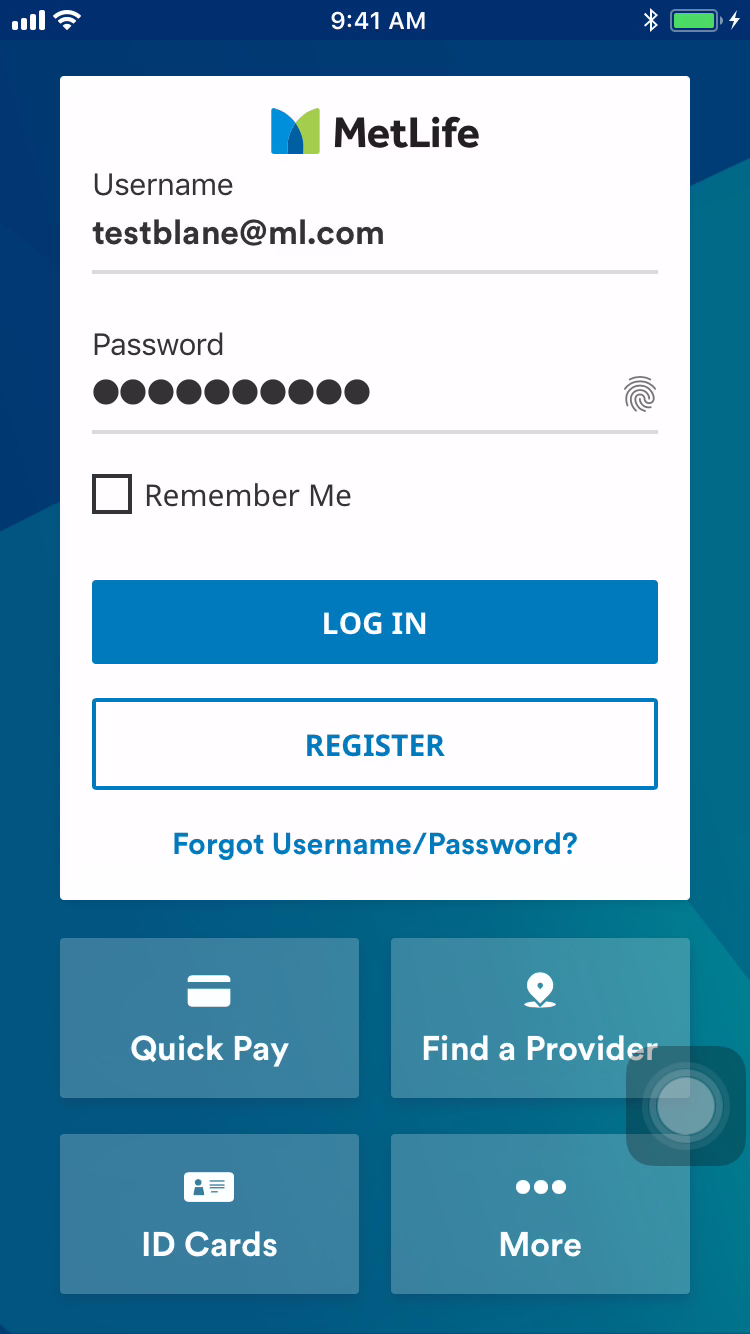 9:41 AM
MetLife
Username
testblane@ml.com
Password
●●●●●●●●●●
Remember Me
LOG IN
REGISTER
Forgot Username/Password?
Quick Pay
Find a Provider
ID Cards
More